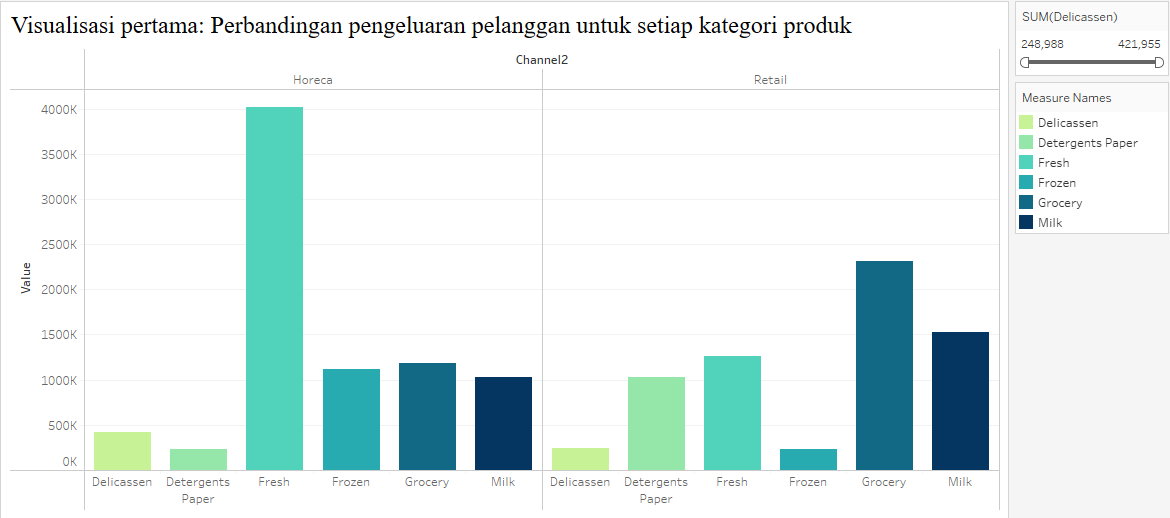 Visualisasi pertama: Perbandingan pengeluaran pelanggan untuk setiap kategori produk
Channel2
Horeca Retail
4000K
3500K
3000K
2500K
2000K
1500K
1000K
500K
0K
Value
Delicassen Detergents Paper Fresh Frozen Grocery Milk Delicassen Detergents Paper Fresh Frozen Grocery Milk
SUM(Delicassen)
248,988 421,955
Measure Names
Delicassen
Detergents Paper
Fresh
Frozen
Grocery
Milk